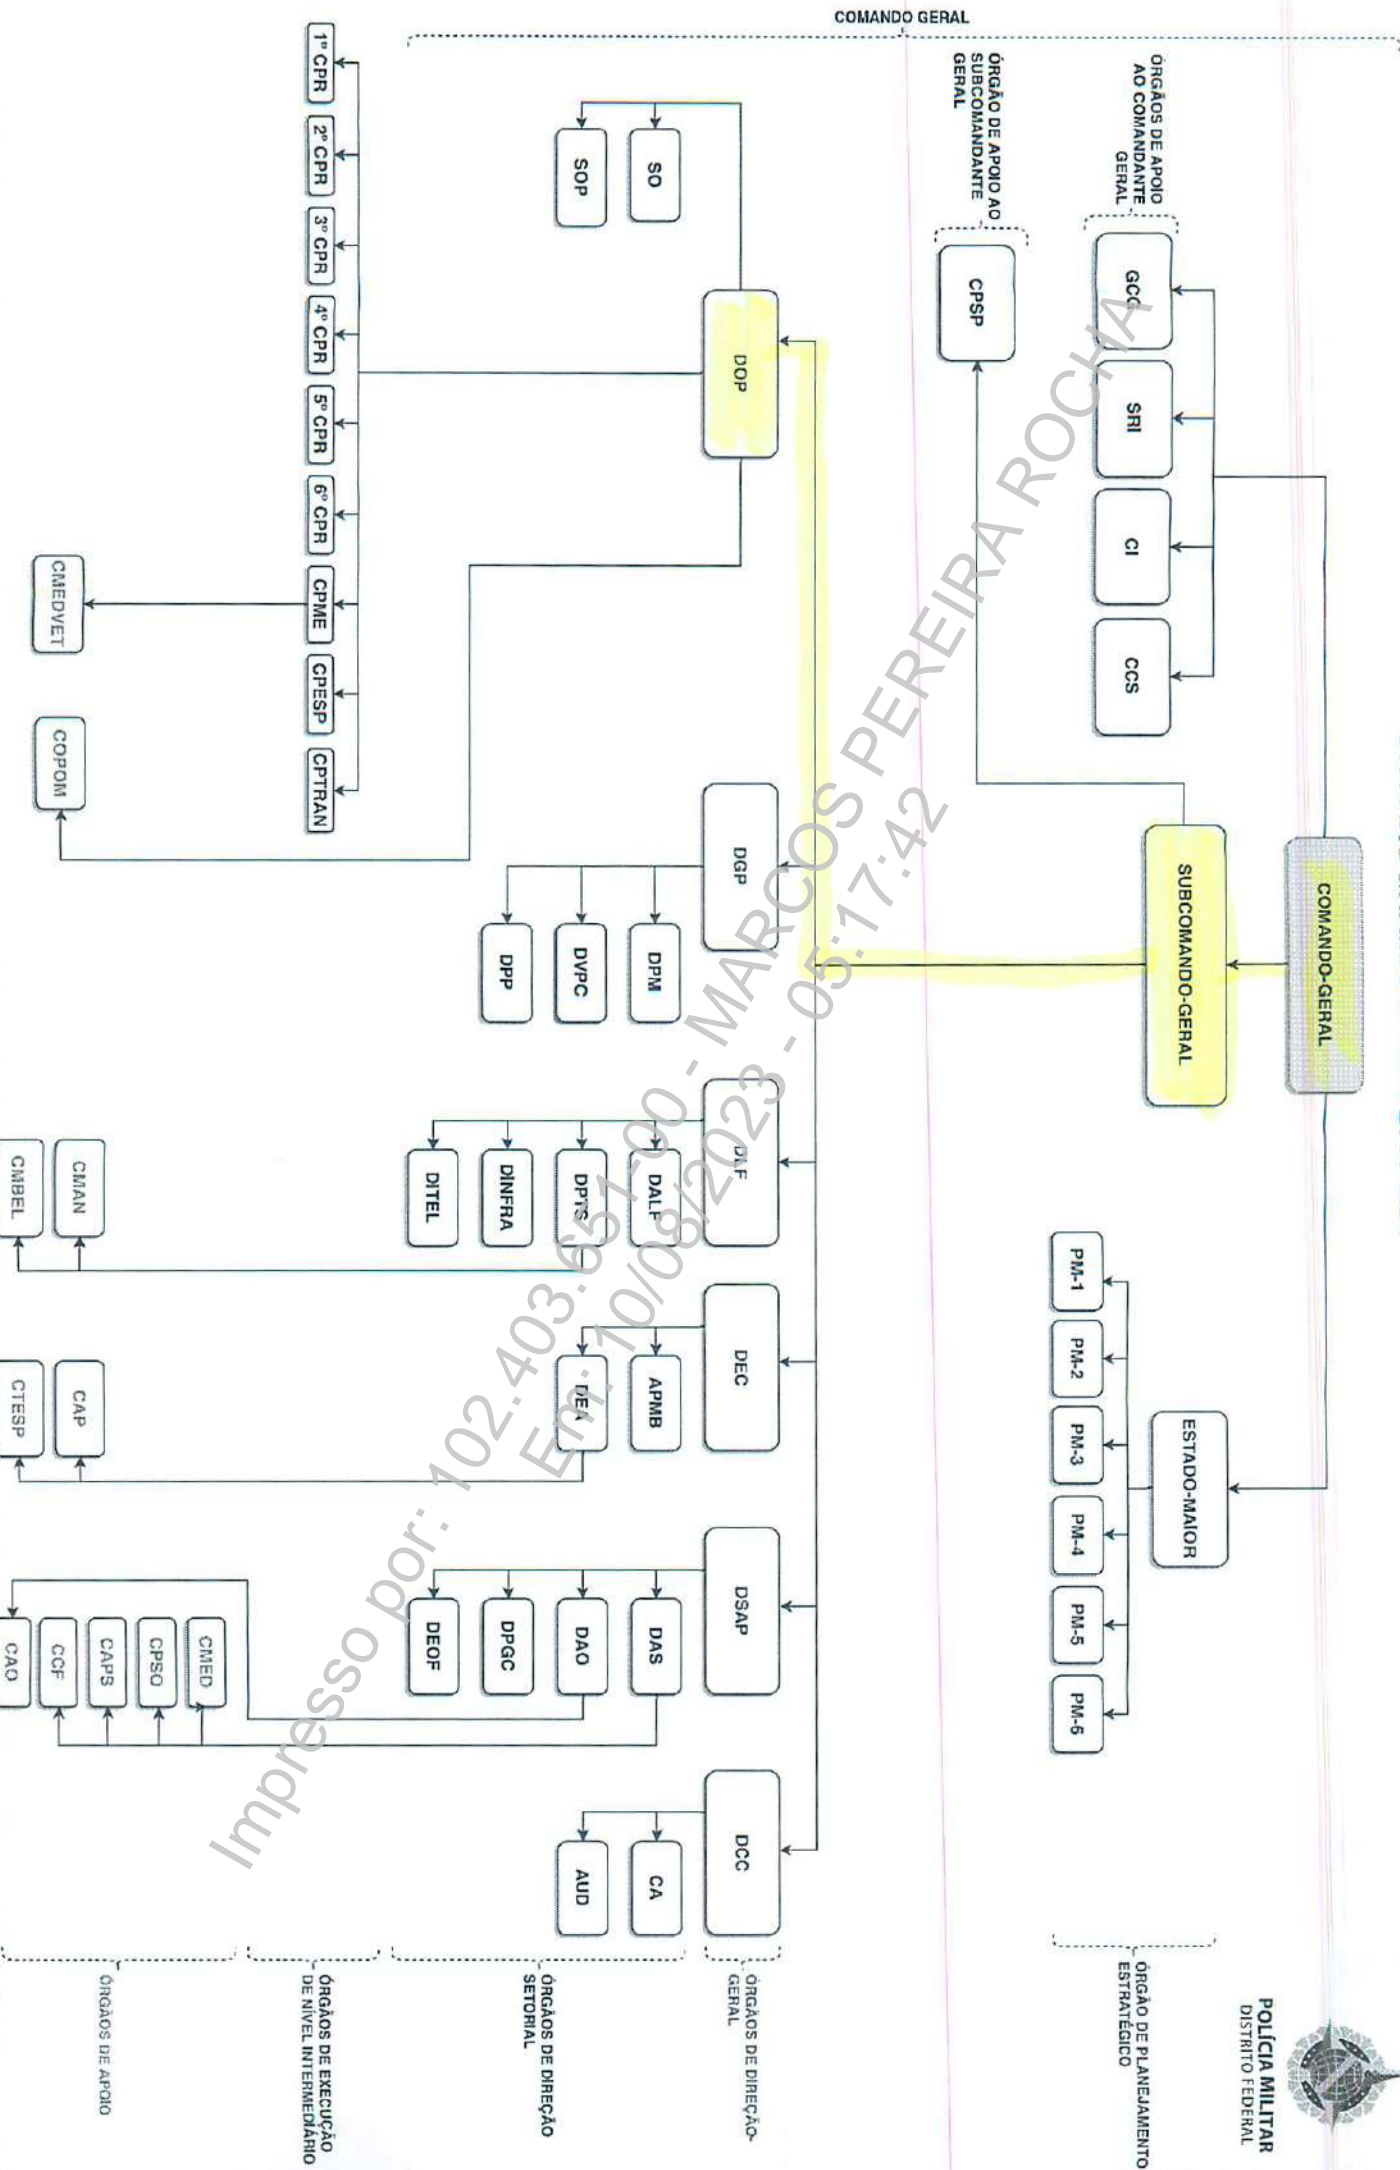 POLÍCIA MILITAR
DISTRITO FEDERAL
COMANDO GERAL
COMANDO-GERAL
SUBCOMANDO-GERAL
ESTADO-MAIOR
ÓRGÃOS DE APOIO
AO COMANDANTE
GERAL
GCG
SRI
CI
CCS
PM-1
PM-2
PM-3
PM-4
PM-5
PM-6
ÓRGÃO DE PLANEJAMENTO
ESTRATÉGICO
ÓRGÃO DE APOIO AO
SUBCOMANDANTE
GERAL
CPSP
DOP
DGP
DLF
DEC
DSAP
DCC
ÓRGÃOS DE DIREÇÃO-
GERAL
SO
SOP
DPM
DVPC
DPP
DALF
DPTS
DINFRA
DITEL
APMB
DEA
DAS
DAO
DPGC
DEOF
CA
AUD
ÓRGÃOS DE DIREÇÃO
SETORIAL
1º CPR
2º CPR
3º CPR
4º CPR
5º CPR
6º CPR
CPME
CPESP
CPTRAN
ÓRGÃOS DE EXECUÇÃO
DE NÍVEL INTERMEDIÁRIO
CMEDVET
COPOM
CMAN
CMBEL
CAP
CTESP
CMED
CPSO
CAPS
CCF
CAO
ÓRGÃOS DE APOIO
Impresso por: 102.403.651-00 - MARCOS PEREIRA ROCHA
Em: 10/08/2023 - 05:17:42